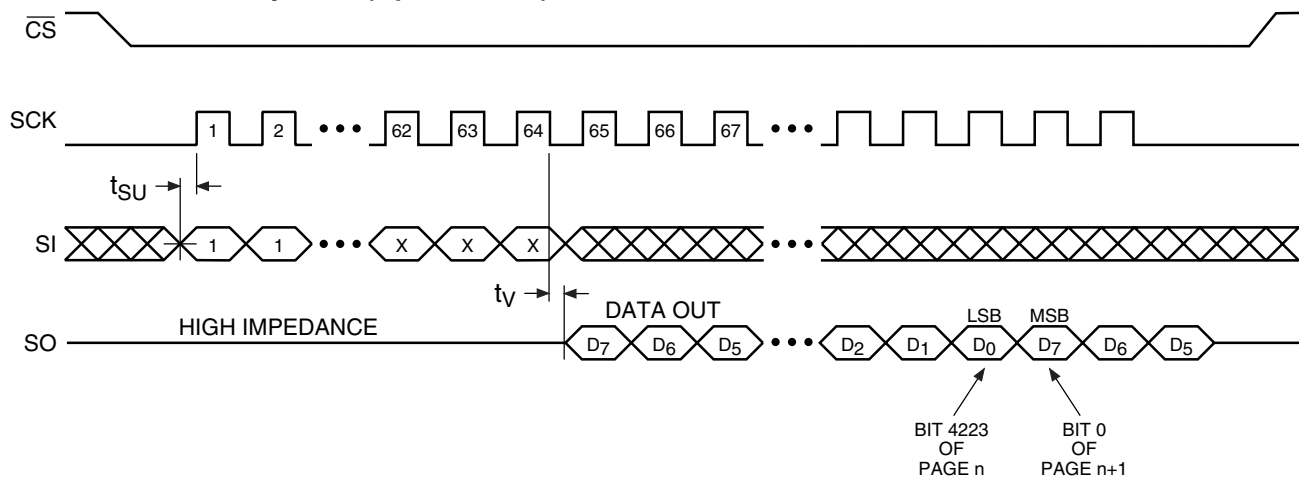 CS
SCK
1 2 ••• 62 63 64 65 66 67 •••
tSU
SI
1 1 ••• X X X •••
tV
SO
HIGH IMPEDANCE
DATA OUT
LSB MSB
D7 D6 D5 ••• D2 D1 D0 D7 D6 D5
BIT 4223
OF
PAGE n
BIT 0
OF
PAGE n+1